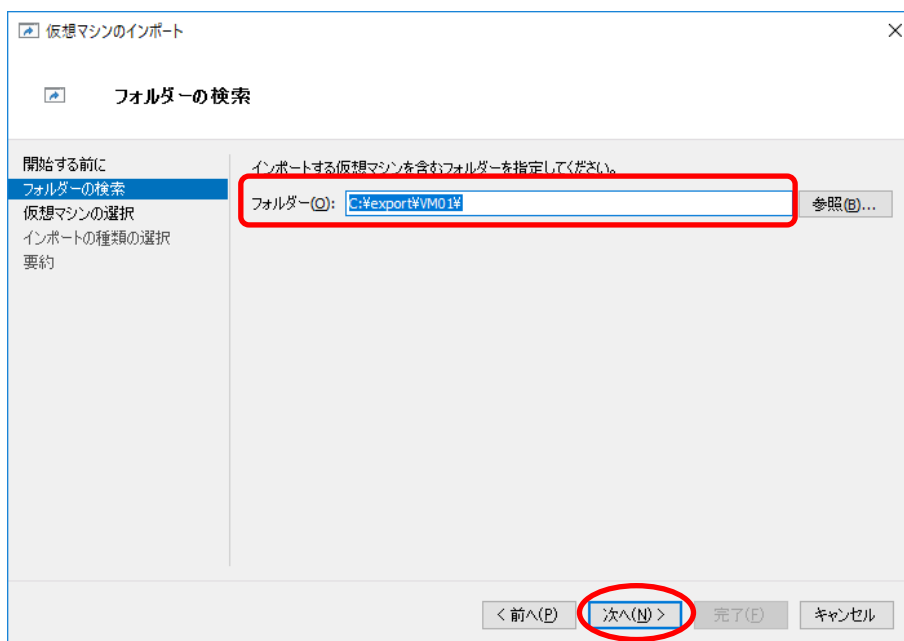 仮想マシンのインポート
フォルダーの検索
開始する前に
フォルダーの検索
仮想マシンの選択
インポートの種類の選択
要約
インポートする仮想マシンを含むフォルダーを指定してください。
フォルダー(O): C:¥export¥VM01¥ 参照(B)...
< 前へ(P) 次へ(N) > 完了(F) キャンセル